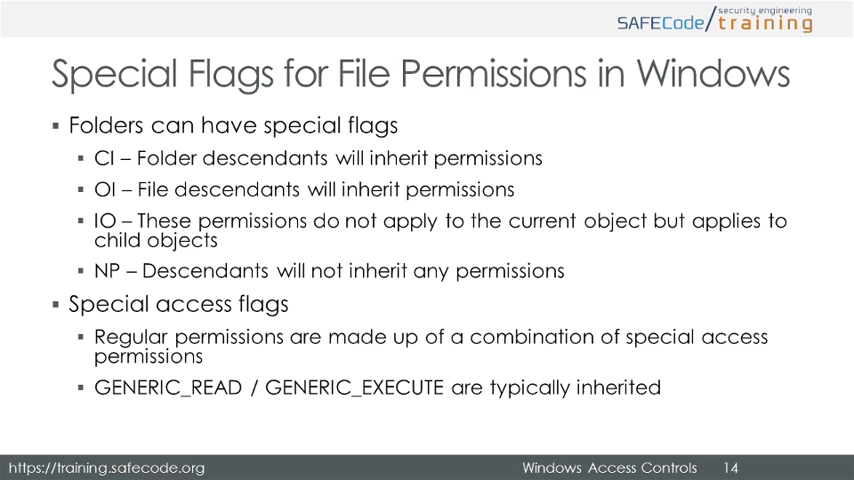 security engineering
SAFECode/training
Special Flags for File Permissions in Windows
▪ Folders can have special flags
▪ CI – Folder descendants will inherit permissions
▪ OI – File descendants will inherit permissions
▪ IO – These permissions do not apply to the current object but applies to
child objects
▪ NP – Descendants will not inherit any permissions
▪ Special access flags
▪ Regular permissions are made up of a combination of special access
permissions
▪ GENERIC_READ / GENERIC_EXECUTE are typically inherited
https://training.safecode.org
Windows Access Controls 14